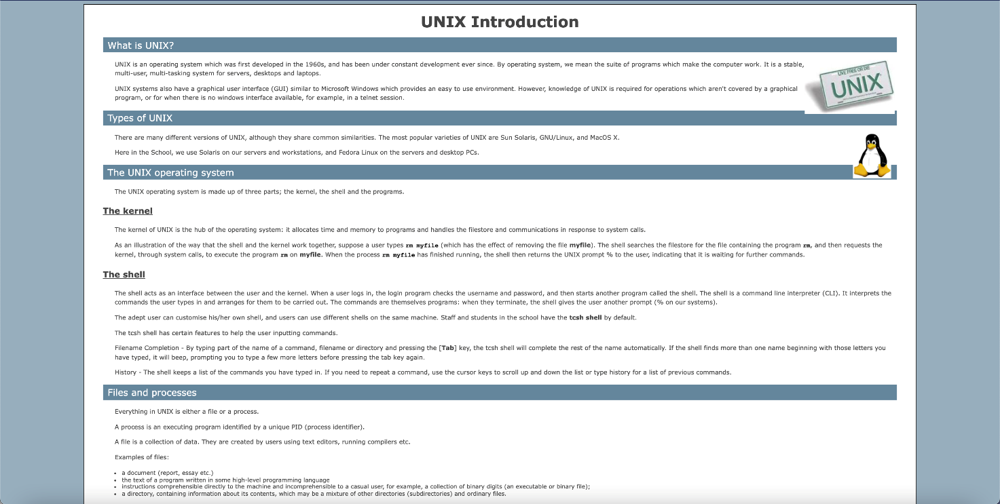 UNIX Introduction
What is UNIX?
UNIX is an operating system which was first developed in the 1960s, and has been under constant development ever since. By operating system, we mean the suite of programs which make the computer work. It is a stable,
multi-user, multi-tasking system for servers, desktops and laptops.
UNIX systems also have a graphical user interface (GUI) similar to Microsoft Windows which provides an easy to use environment. However, knowledge of UNIX is required for operations which aren't covered by a graphical
program, or for when there is no windows interface available, for example, in a telnet session.
LIVE FREE OR DIE
UNIX
Types of UNIX
There are many different versions of UNIX, although they share common similarities. The most popular varieties of UNIX are Sun Solaris, GNU/Linux, and MacOS X.
Here in the School, we use Solaris on our servers and workstations, and Fedora Linux on the servers and desktop PCs.
The UNIX operating system
The UNIX operating system is made up of three parts; the kernel, the shell and the programs.
The kernel
The kernel of UNIX is the hub of the operating system: it allocates time and memory to programs and handles the filestore and communications in response to system calls.
As an illustration of the way that the shell and the kernel work together, suppose a user types rm myfile (which has the effect of removing the file myfile). The shell searches the filestore for the file containing the program rm, and then requests the
kernel, through system calls, to execute the program rm on myfile. When the process rm myfile has finished running, the shell then returns the UNIX prompt % to the user, indicating that it is waiting for further commands.
The shell
The shell acts as an interface between the user and the kernel. When a user logs in, the login program checks the username and password, and then starts another program called the shell. The shell is a command line interpreter (CLI). It interprets the
commands the user types in and arranges for them to be carried out. The commands are themselves programs: when they terminate, the shell gives the user another prompt (% on our systems).
The adept user can customise his/her own shell, and users can use different shells on the same machine. Staff and students in the school have the tcsh shell by default.
The tcsh shell has certain features to help the user inputting commands.
Filename Completion - By typing part of the name of a command, filename or directory and pressing the [Tab] key, the tcsh shell will complete the rest of the name automatically. If the shell finds more than one name beginning with those letters you
have typed, it will beep, prompting you to type a few more letters before pressing the tab key again.
History - The shell keeps a list of the commands you have typed in. If you need to repeat a command, use the cursor keys to scroll up and down the list or type history for a list of previous commands.
Files and processes
Everything in UNIX is either a file or a process.
A process is an executing program identified by a unique PID (process identifier).
A file is a collection of data. They are created by users using text editors, running compilers etc.
Examples of files:
• a document (report, essay etc.)
• the text of a program written in some high-level programming language
• instructions comprehensible directly to the machine and incomprehensible to a casual user, for example, a collection of binary digits (an executable or binary file);
• a directory, containing information about its contents, which may be a mixture of other directories (subdirectories) and ordinary files.